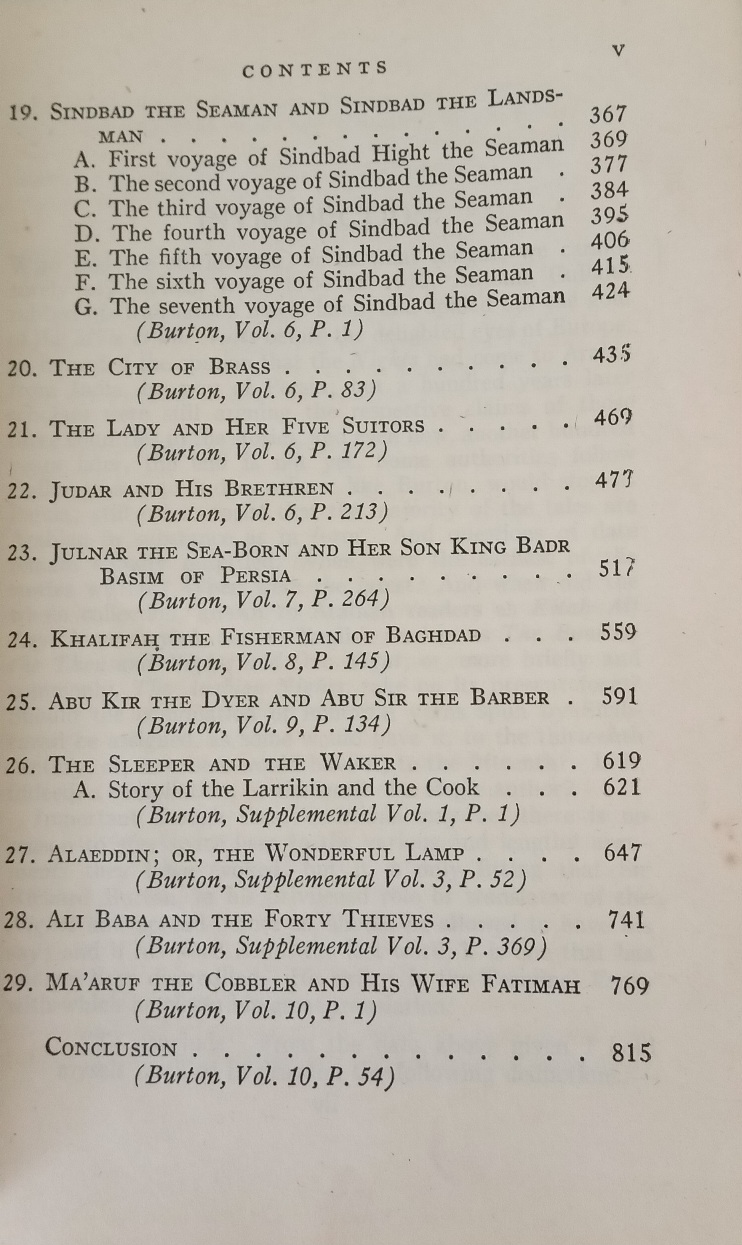 v
CONTENTS
19. SINDBAD THE SEAMAN AND SINDBAD THE LANDS-
MAN . . . . . . . . . . . . . 367
A. First voyage of Sindbad Hight the Seaman 369
B. The second voyage of Sindbad the Seaman . 377
C. The third voyage of Sindbad the Seaman . 384
D. The fourth voyage of Sindbad the Seaman 395
E. The fifth voyage of Sindbad the Seaman . 406
F. The sixth voyage of Sindbad the Seaman . 415
G. The seventh voyage of Sindbad the Seaman 424
(Burton, Vol. 6, P. 1)
20. THE CITY OF BRASS . . . . . . . . . . 435
(Burton, Vol. 6, P. 83)
21. THE LADY AND HER FIVE SUITORS . . . . . 469
(Burton, Vol. 6, P. 172)
22. JUDAR AND HIS BRETHREN . . . . . . . . 477
(Burton, Vol. 6, P. 213)
23. JULNAR THE SEA-BORN AND HER SON KING BADR
BASIM OF PERSIA . . . . . . . . . 517
(Burton, Vol. 7, P. 264)
24. KHALIFAH THE FISHERMAN OF BAGHDAD . . . 559
(Burton, Vol. 8, P. 145)
25. ABU KIR THE DYER AND ABU SIR THE BARBER . 591
(Burton, Vol. 9, P. 134)
26. THE SLEEPER AND THE WAKER . . . . . . 619
A. Story of the Larrikin and the Cook . . . 621
(Burton, Supplemental Vol. 1, P. 1)
27. ALAEDDIN; OR, THE WONDERFUL LAMP . . . . 647
(Burton, Supplemental Vol. 3, P. 52)
28. ALI BABA AND THE FORTY THIEVES . . . . . 741
(Burton, Supplemental Vol. 3, P. 369)
29. MA'ARUF THE COBBLER AND HIS WIFE FATIMAH 769
(Burton, Vol. 10, P. 1)
CONCLUSION . . . . . . . . . . . . . 815
(Burton, Vol. 10, P. 54)